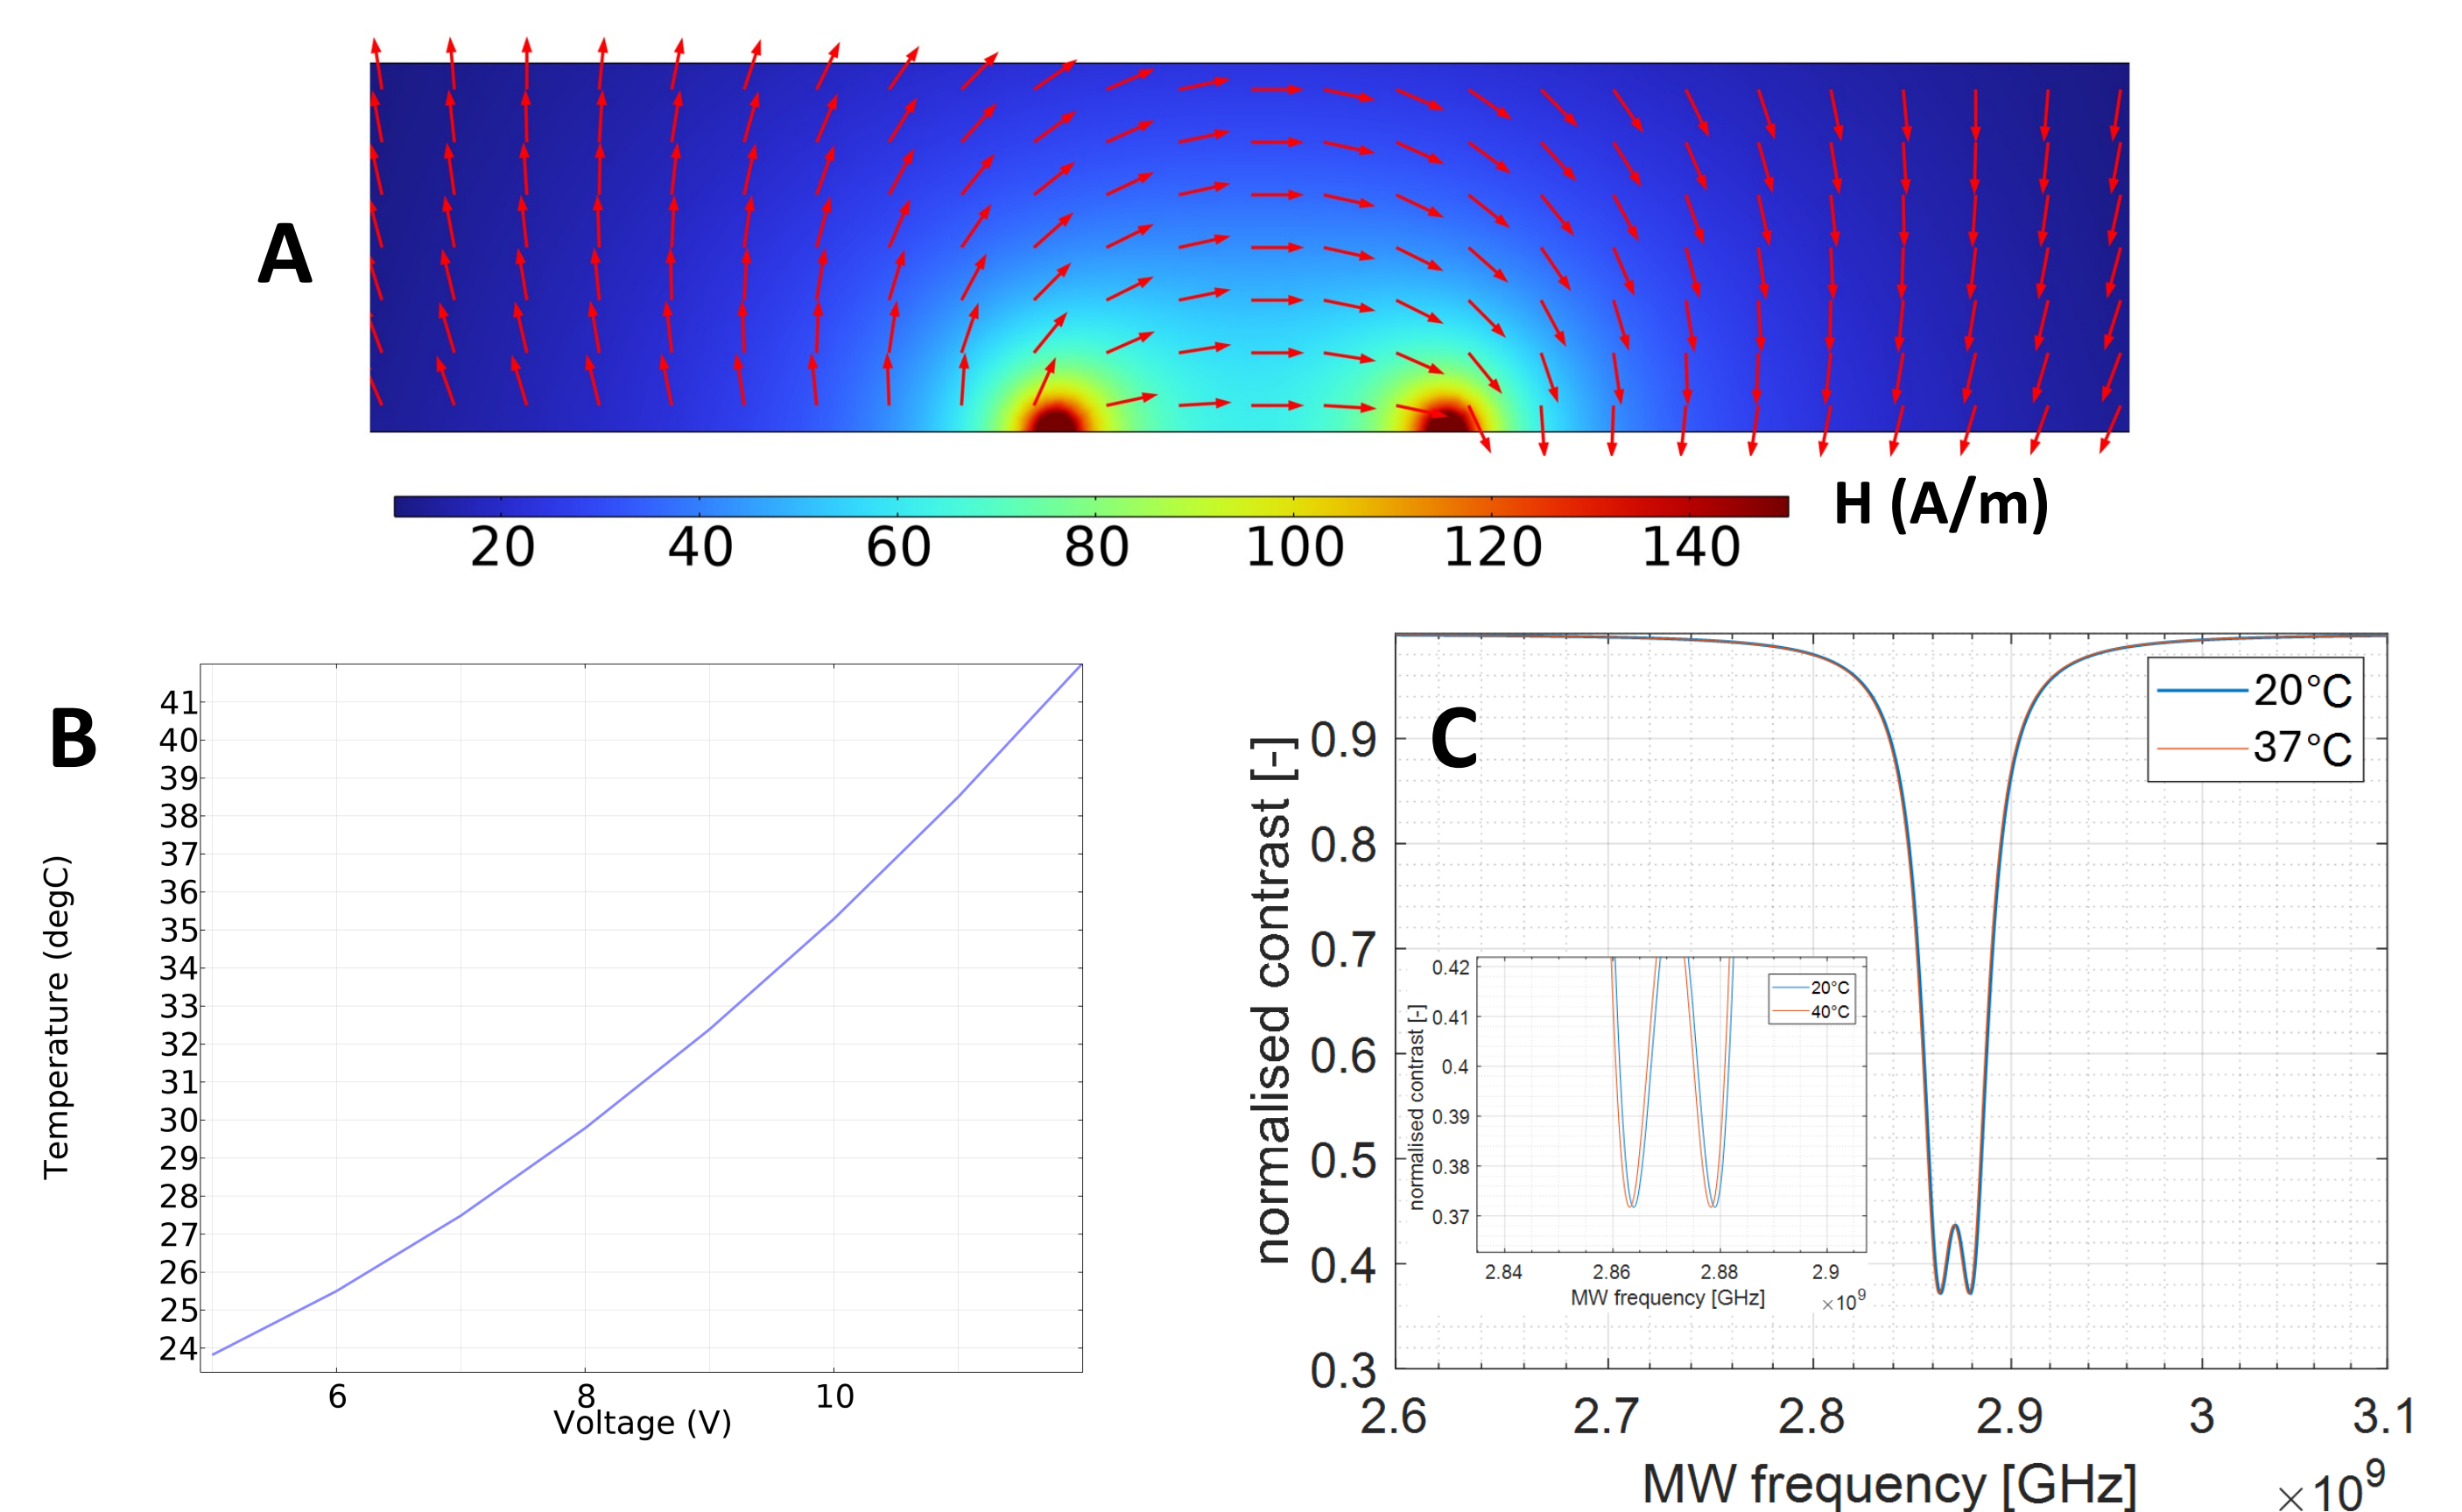 A
H (A/m)
20 40 60 80 100 120 140
B
41
40
39
38
37
36
35
34
33
32
31
30
29
28
27
26
25
24
Temperature (degC)
6 8 10
Voltage (V)
C
20°C
37°C
0.9
0.8
0.7
0.6
0.5
0.4
0.3
normalised contrast [-]
2.6 2.7 2.8 2.9 3 3.1
MW frequency [GHz]
×10⁹
20°C
40°C
0.42
0.41
0.4
0.39
0.38
0.37
normalised contrast [-]
2.84 2.86 2.88 2.9
MW frequency [GHz]
×10⁹